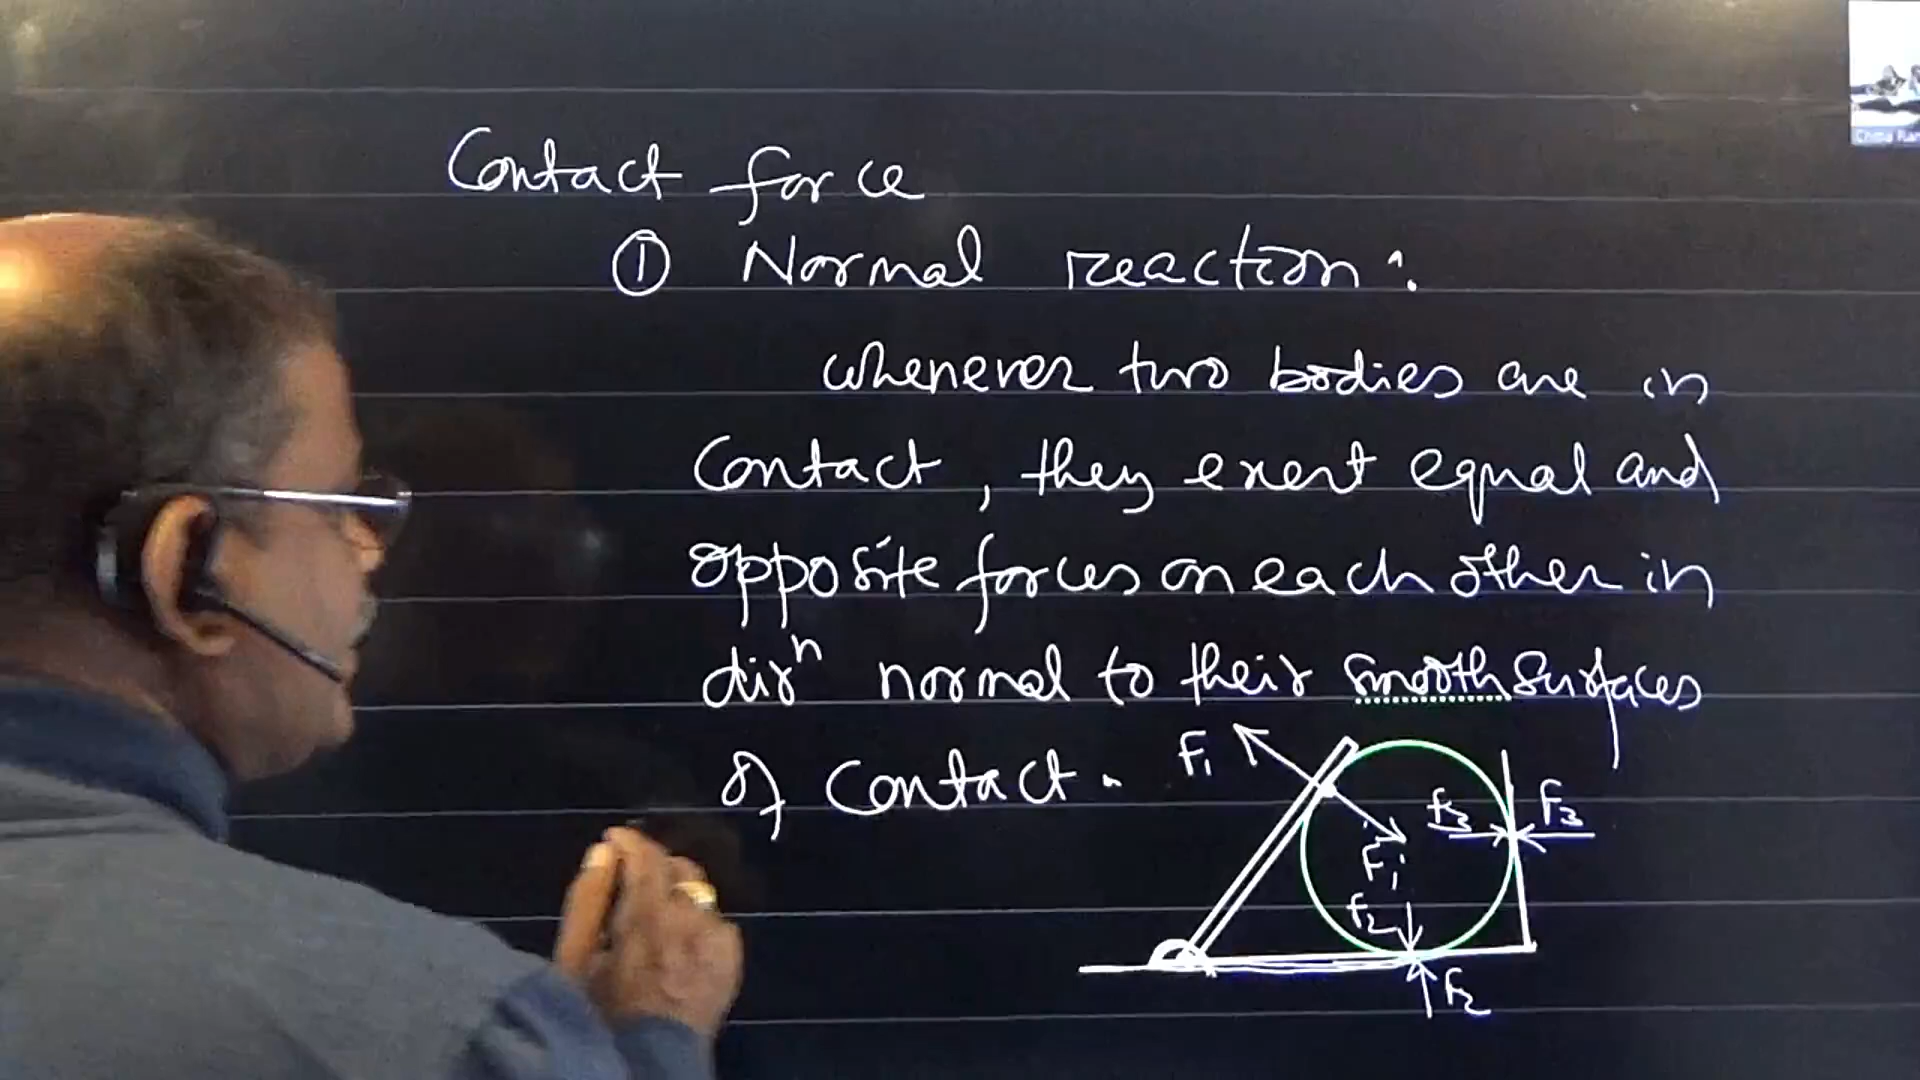 Contact force
① Normal reaction :
whenever two bodies are in
Contact, they exert equal and
opposite forces on each other in
dirⁿ normal to their smooth surfaces
of Contact.
F₁
F₃
F₃
F₁
F₂
F₂